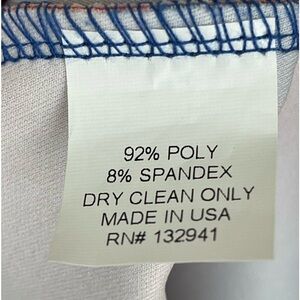 92% POLY
8% SPANDEX
DRY CLEAN ONLY
MADE IN USA
RN# 132941